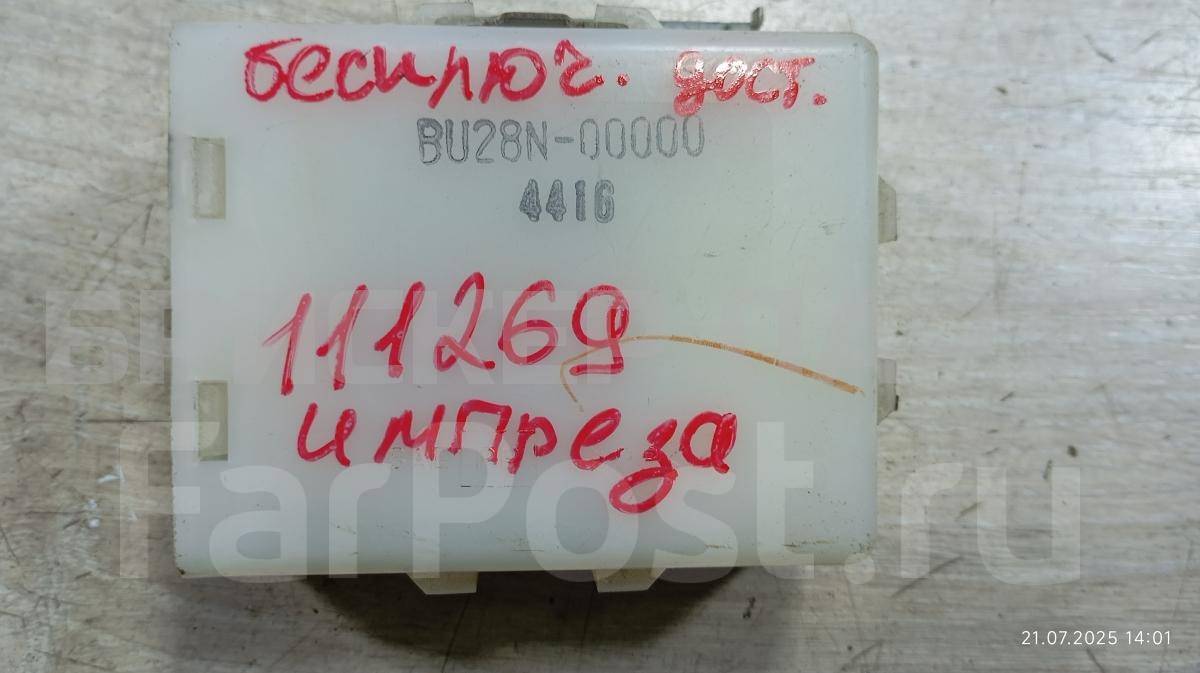 бесключ. дост.
BU28N-00000
4416
111269
импреза
FarPost.ru
21.07.2025 14:01